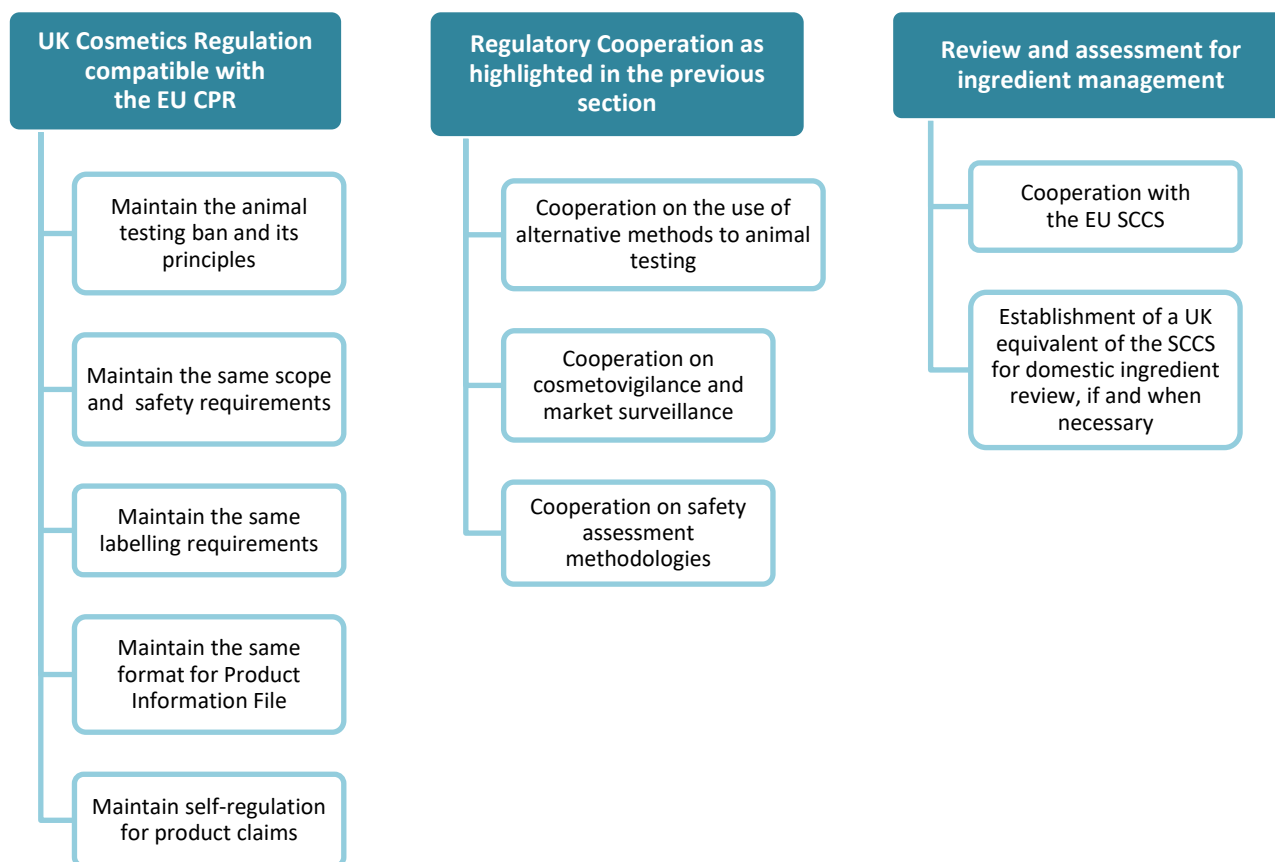 UK Cosmetics Regulation
compatible with
the EU CPR
Maintain the animal
testing ban and its
principles
Maintain the same scope
and safety requirements
Maintain the same
labelling requirements
Maintain the same
format for Product
Information File
Maintain self-regulation
for product claims
Regulatory Cooperation as
highlighted in the previous
section
Cooperation on the use of
alternative methods to animal
testing
Cooperation on
cosmetovigilance and
market surveillance
Cooperation on safety
assessment
methodologies
Review and assessment for
ingredient management
Cooperation with
the EU SCCS
Establishment of a UK
equivalent of the SCCS
for domestic ingredient
review, if and when
necessary